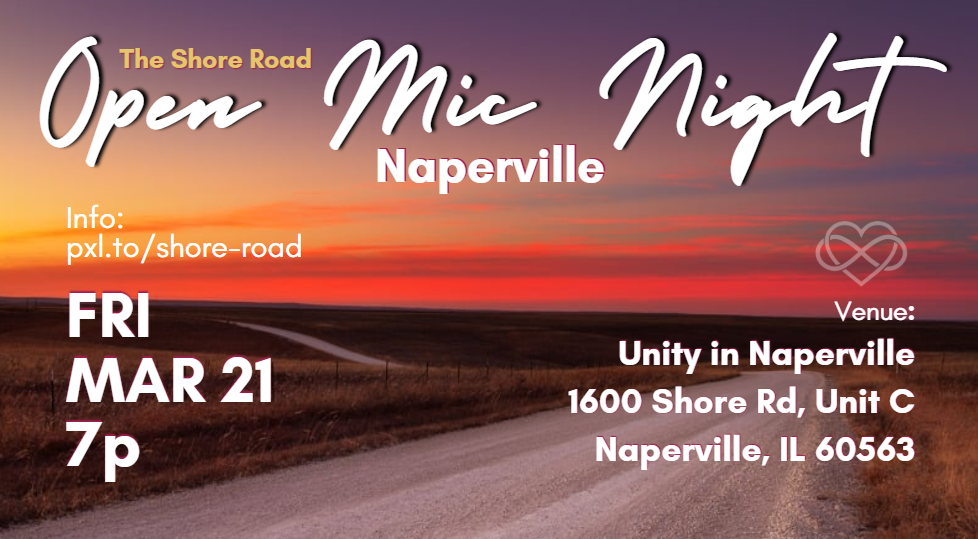 The Shore Road
Open Mic Night
Naperville
Info:
pxl.to/shore-road
FRI
MAR 21
7p
Venue:
Unity in Naperville
1600 Shore Rd, Unit C
Naperville, IL 60563